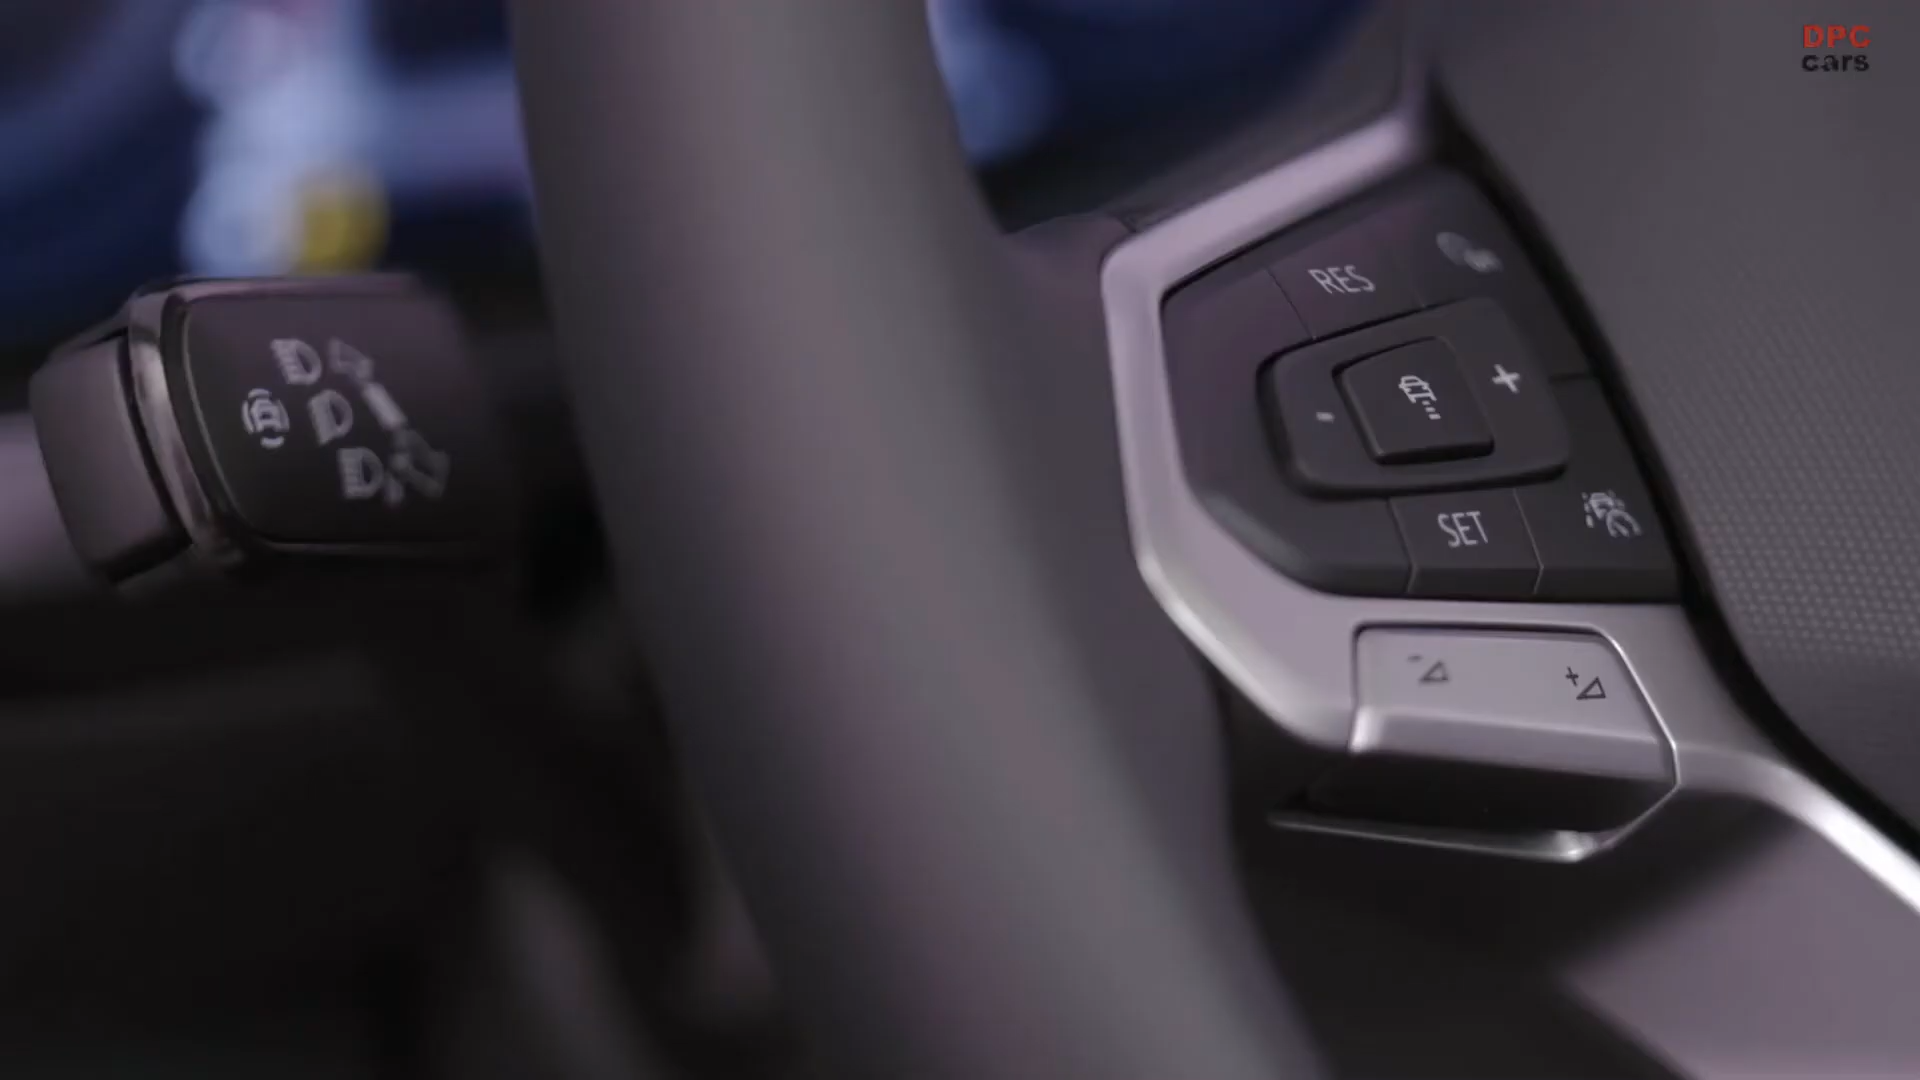 DPC
cars
RES
- +
SET
- +